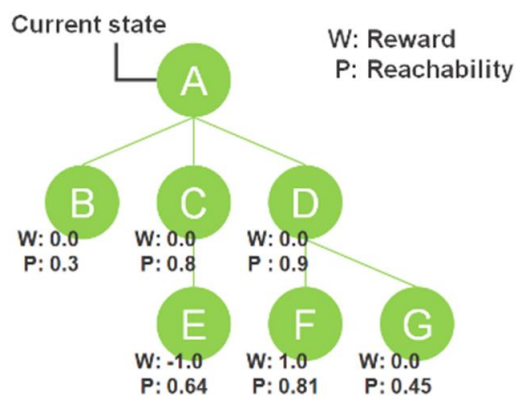 Current state
W: Reward
P: Reachability
A
B
C
D
W: 0.0
P: 0.3
W: 0.0
P: 0.8
W: 0.0
P : 0.9
E
F
G
W: -1.0
P: 0.64
W: 1.0
P: 0.81
W: 0.0
P: 0.45